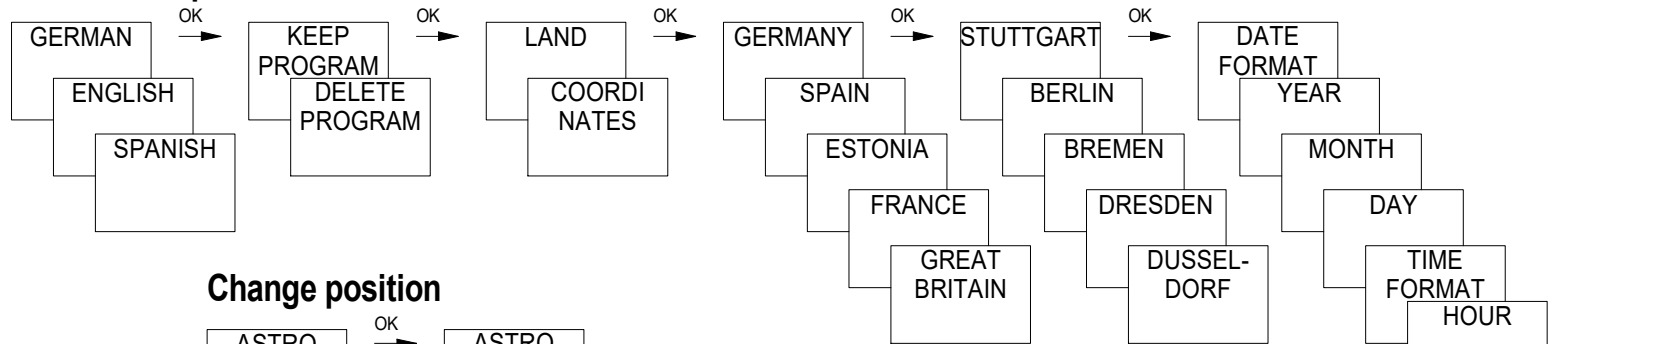 OK
OK
OK
OK
OK
GERMAN
ENGLISH
SPANISH
KEEP
PROGRAM
DELETE
PROGRAM
LAND
COORDI
NATES
GERMANY
SPAIN
ESTONIA
FRANCE
GREAT
BRITAIN
STUTTGART
BERLIN
BREMEN
DRESDEN
DUSSEL-
DORF
DATE
FORMAT
YEAR
MONTH
DAY
TIME
FORMAT
HOUR
Change position
OK
ASTRO
ASTRO